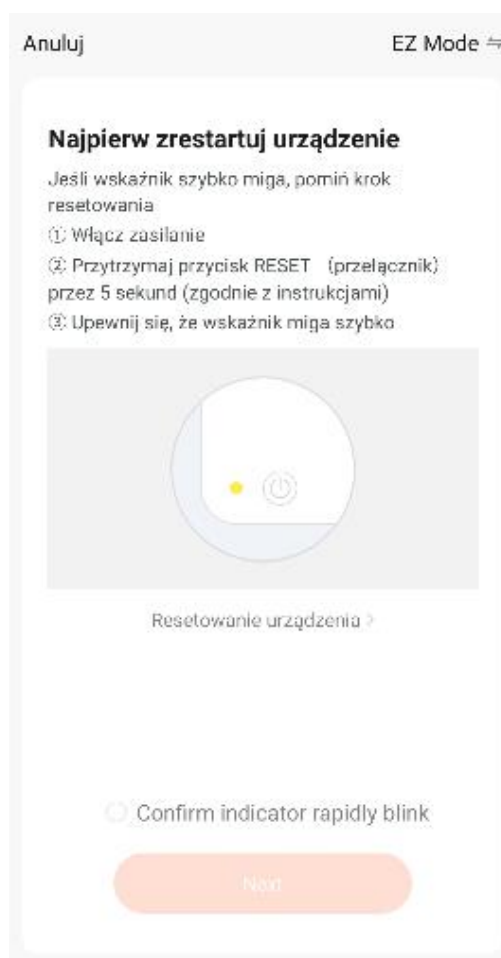 Anuluj
EZ Mode ⇋
Najpierw zrestartuj urządzenie
Jeśli wskaźnik szybko miga, pomiń krok
resetowania
① Włącz zasilanie
② Przytrzymaj przycisk RESET （przełącznik）
przez 5 sekund (zgodnie z instrukcjami)
③ Upewnij się, że wskaźnik miga szybko
Resetowanie urządzenia >
Confirm indicator rapidly blink
Next